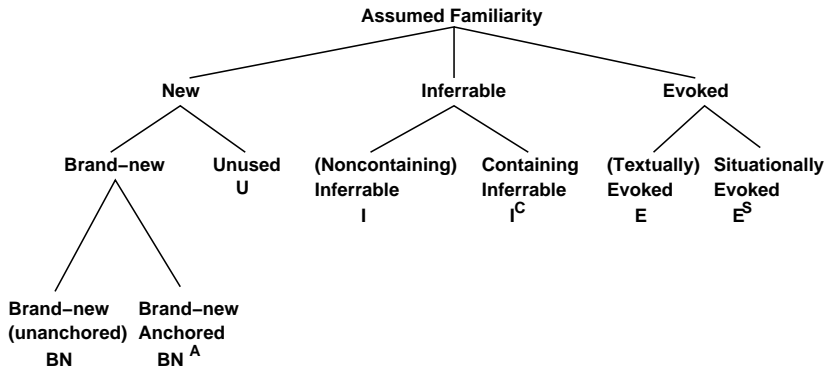 Assumed Familiarity
New
Inferrable
Evoked
Brand−new
Unused
U
(Noncontaining)
Inferrable
I
Containing
Inferrable
I^C
(Textually)
Evoked
E
Situationally
Evoked
E^S
Brand−new
(unanchored)
BN
Brand−new
Anchored
BN^A